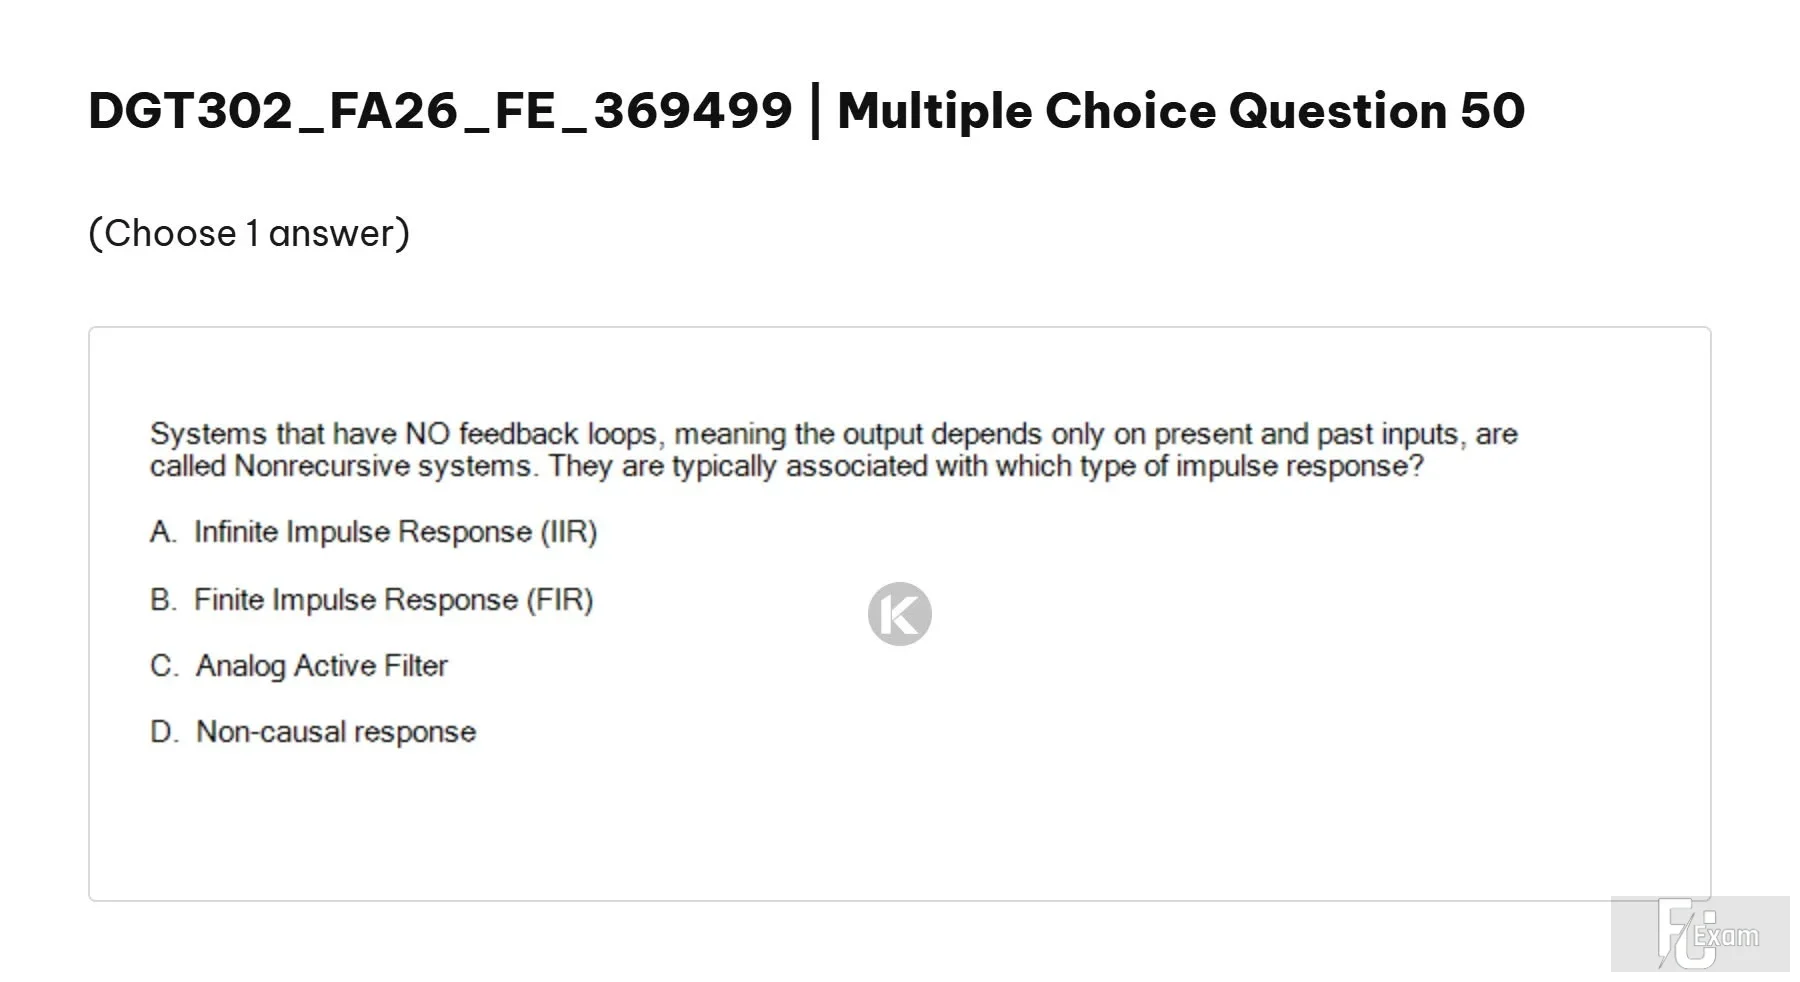 DGT302_FA26_FE_369499 | Multiple Choice Question 50
(Choose 1 answer)
Systems that have NO feedback loops, meaning the output depends only on present and past inputs, are
called Nonrecursive systems. They are typically associated with which type of impulse response?
A. Infinite Impulse Response (IIR)
B. Finite Impulse Response (FIR)
K
C. Analog Active Filter
D. Non-causal response
FU Exam